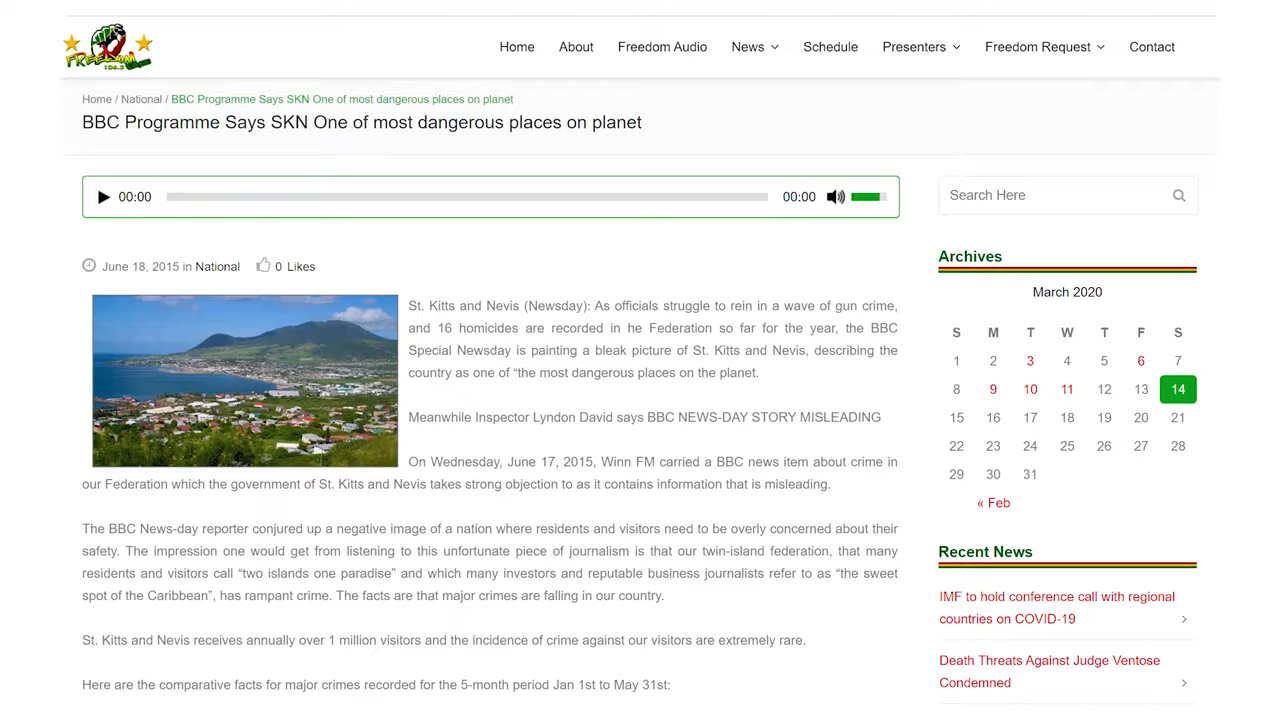 FREEDOM
106.5
Home
About
Freedom Audio
News
Schedule
Presenters
Freedom Request
Contact
Home / National / BBC Programme Says SKN One of most dangerous places on planet
BBC Programme Says SKN One of most dangerous places on planet
00:00
00:00
June 18, 2015 in National
0 Likes
St. Kitts and Nevis (Newsday): As officials struggle to rein in a wave of gun crime,
and 16 homicides are recorded in he Federation so far for the year, the BBC
Special Newsday is painting a bleak picture of St. Kitts and Nevis, describing the
country as one of “the most dangerous places on the planet.
Meanwhile Inspector Lyndon David says BBC NEWS-DAY STORY MISLEADING
On Wednesday, June 17, 2015, Winn FM carried a BBC news item about crime in
our Federation which the government of St. Kitts and Nevis takes strong objection to as it contains information that is misleading.
The BBC News-day reporter conjured up a negative image of a nation where residents and visitors need to be overly concerned about their
safety. The impression one would get from listening to this unfortunate piece of journalism is that our twin-island federation, that many
residents and visitors call “two islands one paradise” and which many investors and reputable business journalists refer to as “the sweet
spot of the Caribbean”, has rampant crime. The facts are that major crimes are falling in our country.
St. Kitts and Nevis receives annually over 1 million visitors and the incidence of crime against our visitors are extremely rare.
Here are the comparative facts for major crimes recorded for the 5-month period Jan 1st to May 31st:
Search Here
Archives
March 2020
S M T W T F S
1 2 3 4 5 6 7
8 9 10 11 12 13 14
15 16 17 18 19 20 21
22 23 24 25 26 27 28
29 30 31
« Feb
Recent News
IMF to hold conference call with regional
countries on COVID-19
Death Threats Against Judge Ventose
Condemned